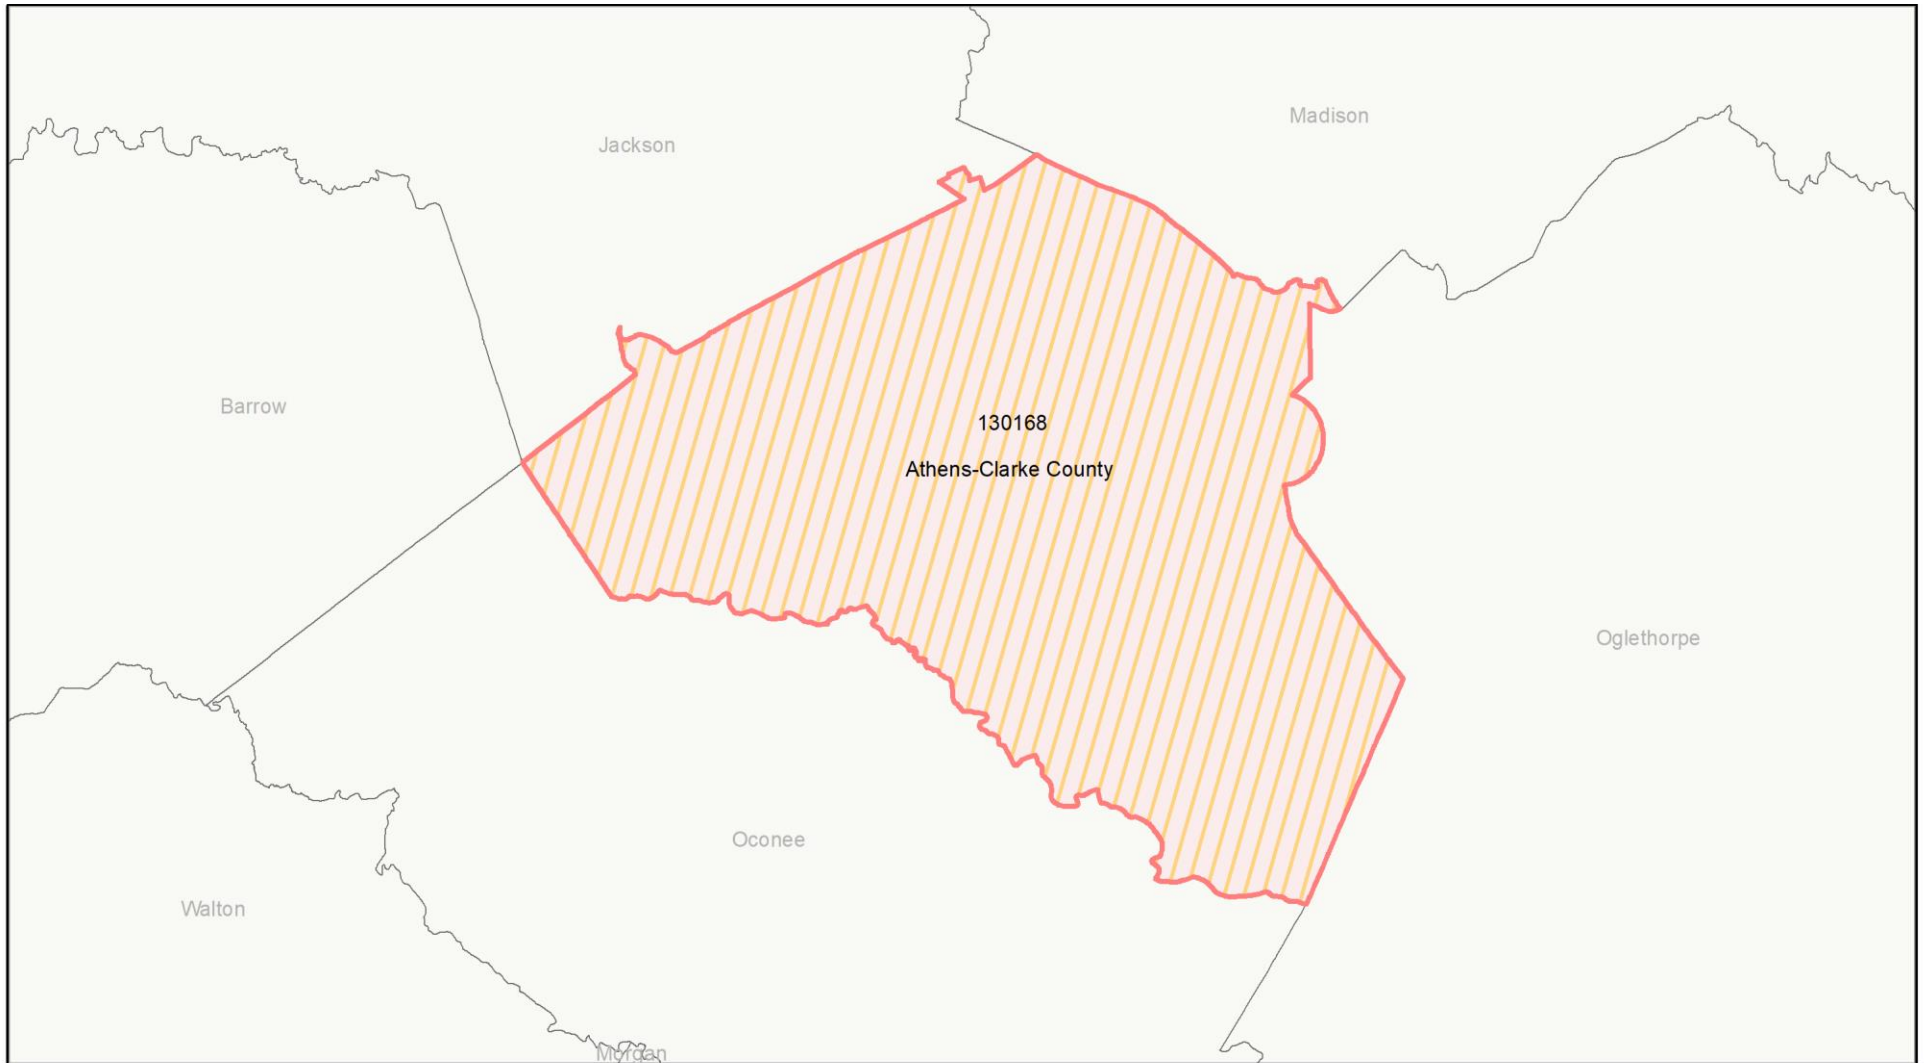 Madison
Jackson
Barrow
130168
Athens-Clarke County
Oglethorpe
Oconee
Walton
Morgan